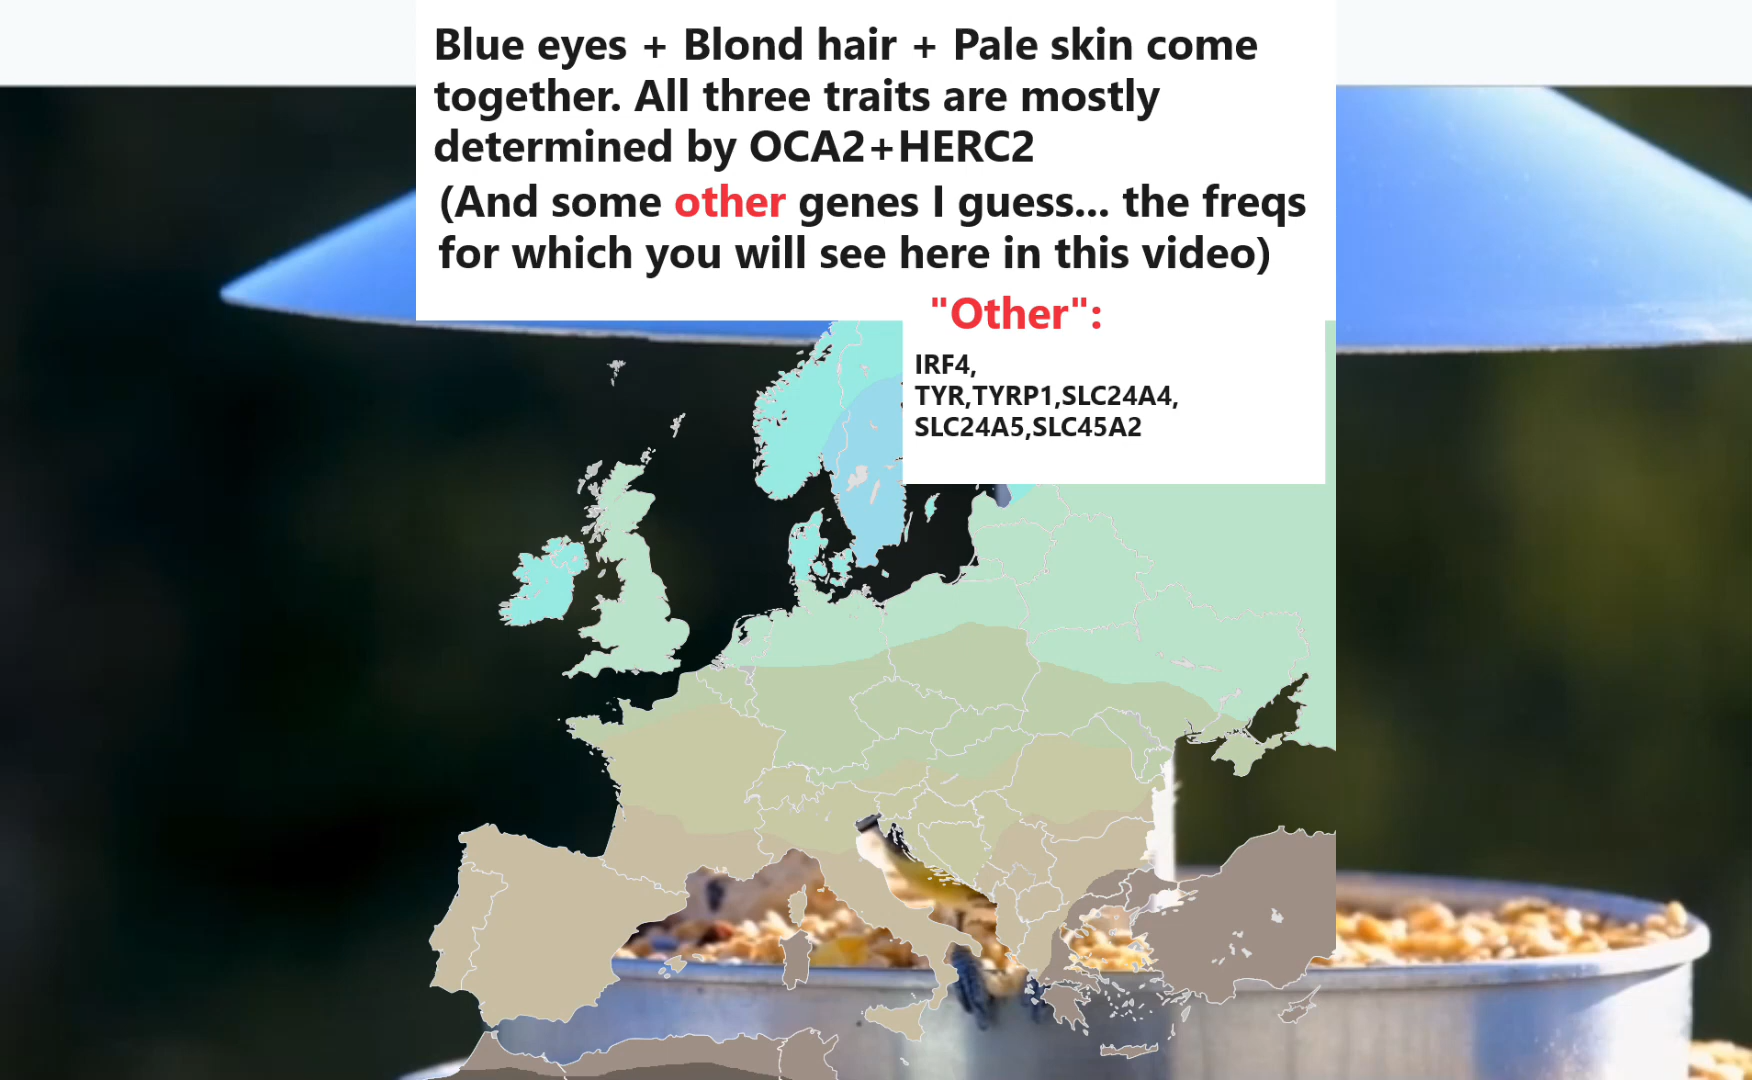 Blue eyes + Blond hair + Pale skin come
together. All three traits are mostly
determined by OCA2+HERC2
(And some other genes I guess... the freqs
for which you will see here in this video)
"Other":
IRF4,
TYR,TYRP1,SLC24A4,
SLC24A5,SLC45A2